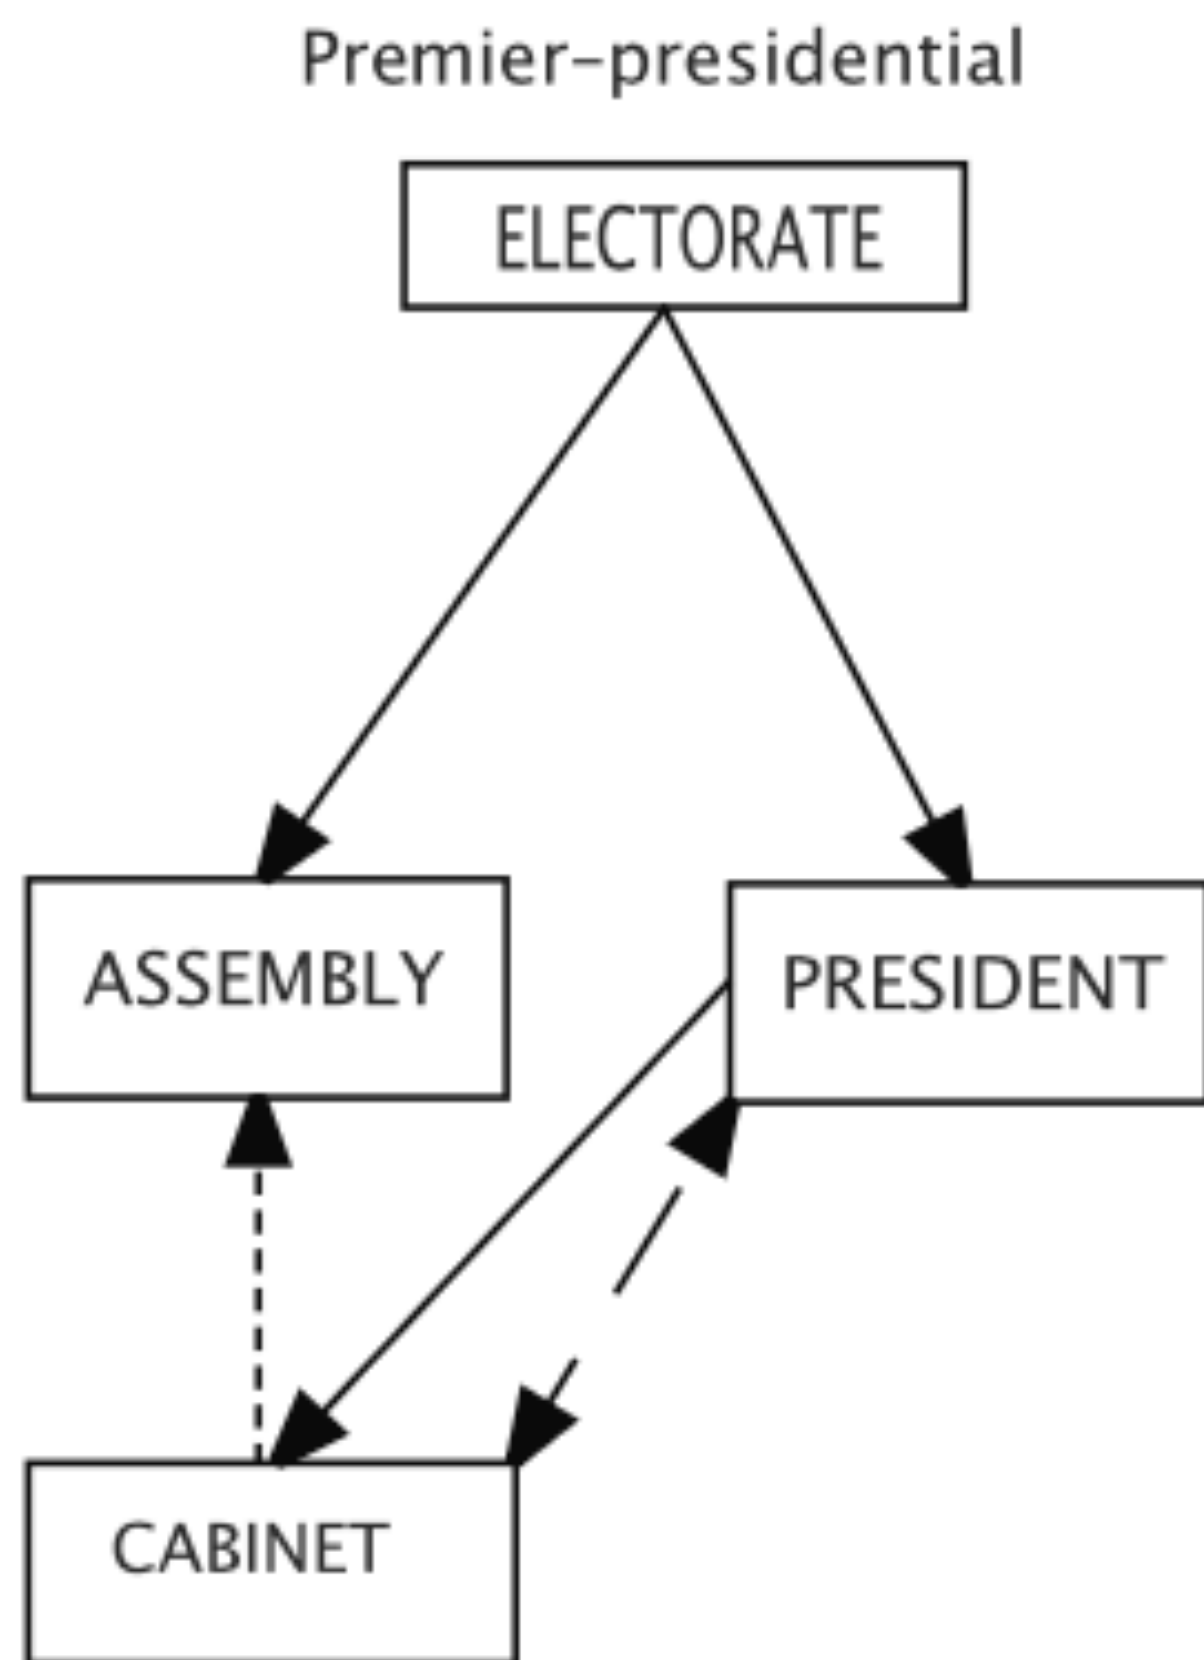 Premier-presidential
ELECTORATE
ASSEMBLY
PRESIDENT
CABINET